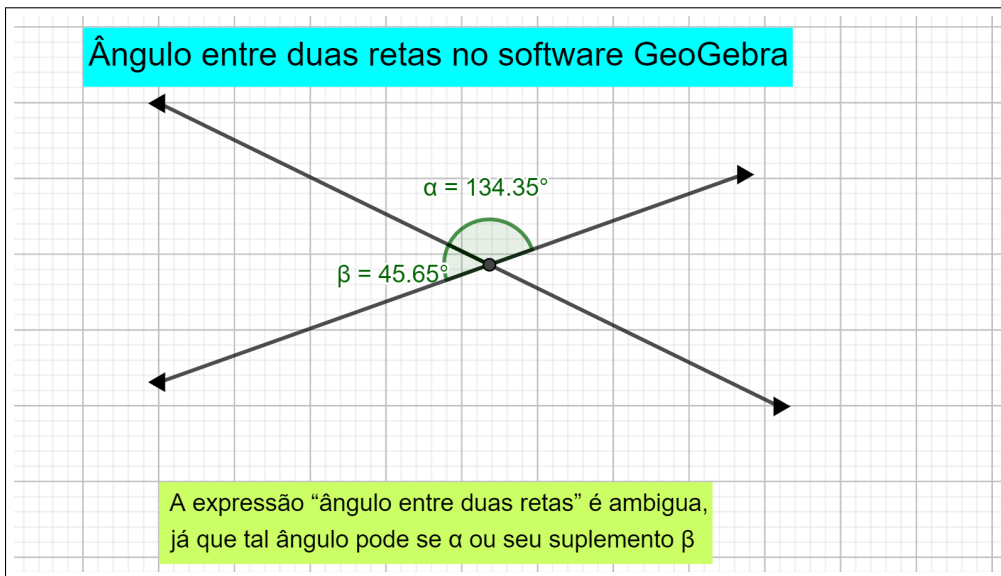 Ângulo entre duas retas no software GeoGebra
α = 134.35°
β = 45.65°
A expressão “ângulo entre duas retas” é ambigua,
já que tal ângulo pode se α ou seu suplemento β